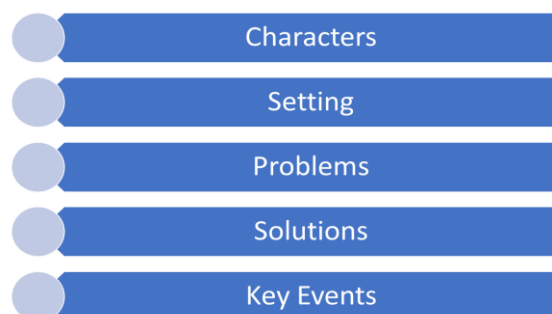 Characters
Setting
Problems
Solutions
Key Events